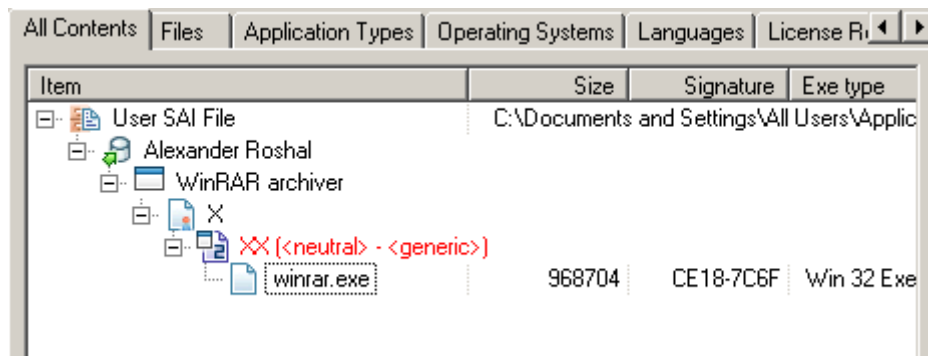 All Contents Files Application Types Operating Systems Languages License R
Item Size Signature Exe type
User SAI File C:\Documents and Settings\All Users\Applic
Alexander Roshal
WinRAR archiver
X
XX (<neutral> - <generic>)
winrar.exe 968704 CE18-7C6F Win 32 Exe